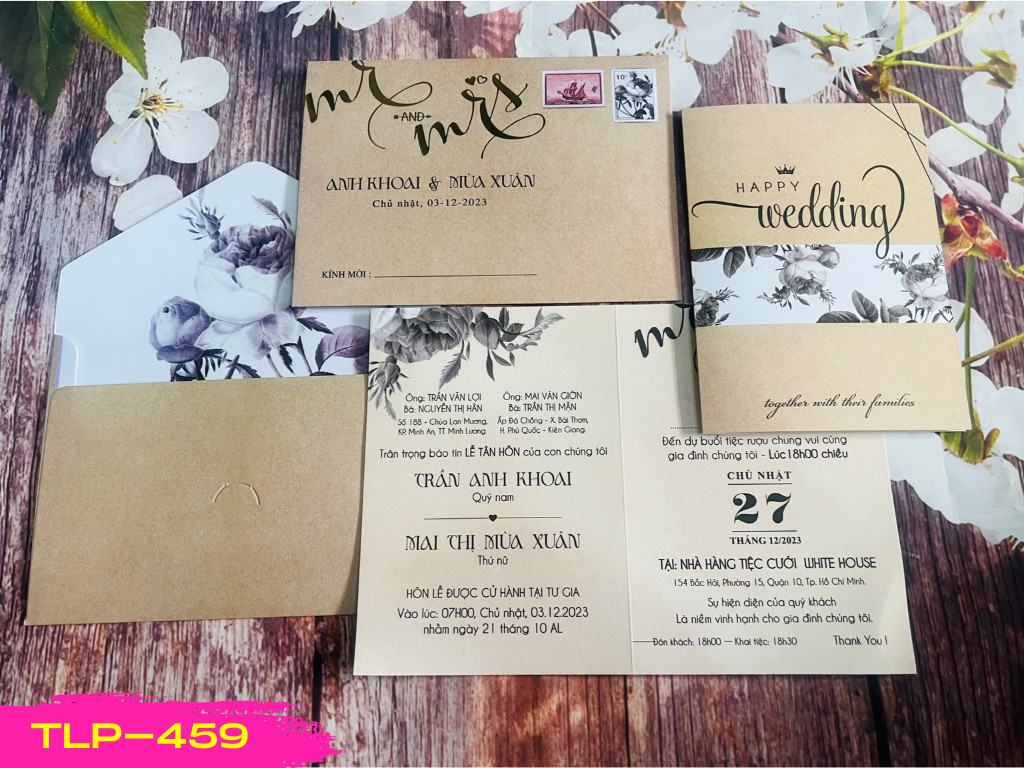 mr
AND
mrs
10c
4c
ANH KHOAI & MÙA XUÂN
Chủ nhật, 03-12-2023
KÍNH MỜI :
HAPPY
wedding
together with their families
Ông: TRẦN VĂN LỢI
Bà: NGUYỄN THỊ HÂN
Số 188 - Chùa Lan Mương,
KP. Minh An, TT. Minh Lương.
Ông: MAI VĂN GIỜN
Bà: TRẦN THỊ MẬN
Ấp Đá Chồng - X. Bãi Thơm,
H. Phú Quốc - Kiên Giang.
Trân trọng báo tin LỄ TÂN HÔN của con chúng tôi
TRẦN ANH KHOAI
Quý nam
MAI THỊ MÙA XUÂN
Thứ nữ
HÔN LỄ ĐƯỢC CỬ HÀNH TẠI TƯ GIA
Vào lúc: 07H00, Chủ nhật, 03.12.2023
nhằm ngày 21 tháng 10 AL
mr
Đến dự buổi tiệc rượu chung vui cùng
gia đình chúng tôi - Lúc18h00 chiều
CHỦ NHẬT
27
THÁNG 12/2023
TẠI: NHÀ HÀNG TIỆC CƯỚI WHITE HOUSE
154 Bắc Hải, Phường 15, Quận 10, Tp. Hồ Chí Minh.
Sự hiện diện của quý khách
Là niềm vinh hạnh cho gia đình chúng tôi.
Đón khách: 18h00 — Khai tiệc: 18h30 Thank You !
TLP-459